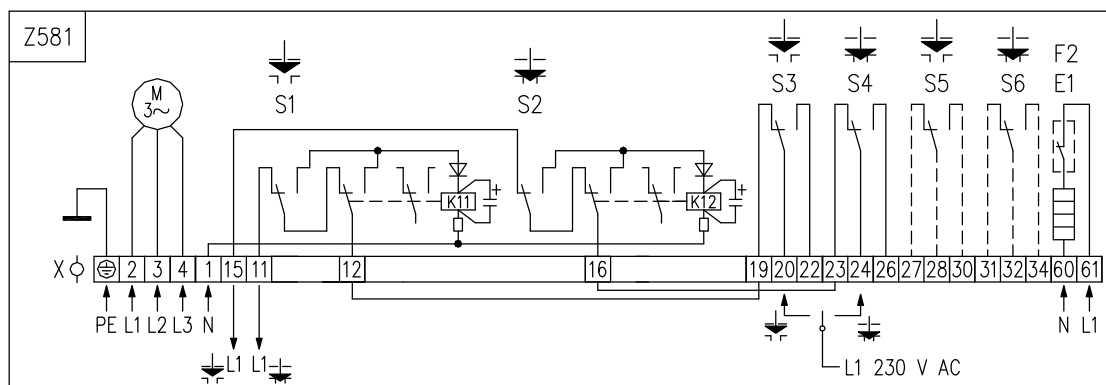 Z581
M
3~
S1
S2
S3
S4
S5
S6
F2
E1
K11
+
K12
+
X
2 3 4 1 15 11 12 16 19 20 22 23 24 26 27 28 30 31 32 34 60 61
PE L1 L2 L3 N
N L1
L1 L1
L1 230 V AC